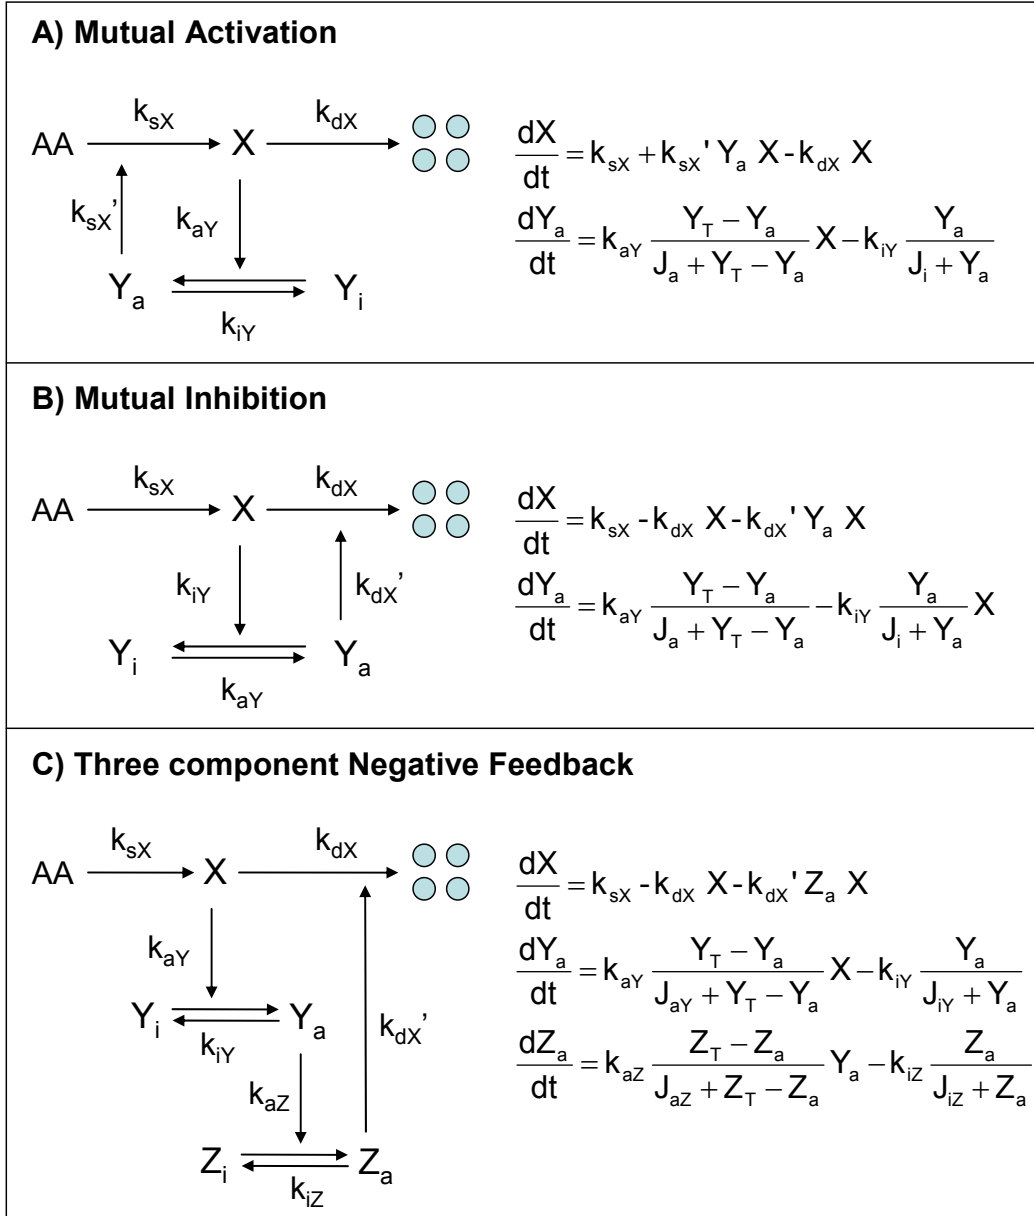 A) Mutual Activation
k_sX k_dX
AA X
k_sX' k_aY
Y_a Y_i
k_iY
dX/dt = k_sX + k_sX' Y_a X - k_dX X
dY_a/dt = k_aY (Y_T − Y_a)/(J_a + Y_T − Y_a) X − k_iY Y_a/(J_i + Y_a)
B) Mutual Inhibition
k_sX k_dX
AA X
k_iY k_dX'
Y_i Y_a
k_aY
dX/dt = k_sX - k_dX X - k_dX' Y_a X
dY_a/dt = k_aY (Y_T − Y_a)/(J_a + Y_T − Y_a) − k_iY Y_a/(J_i + Y_a) X
C) Three component Negative Feedback
k_sX k_dX
AA X
k_aY
Y_i Y_a k_dX'
k_iY
k_aZ
Z_i Z_a
k_iZ
dX/dt = k_sX - k_dX X - k_dX' Z_a X
dY_a/dt = k_aY (Y_T − Y_a)/(J_aY + Y_T − Y_a) X − k_iY Y_a/(J_iY + Y_a)
dZ_a/dt = k_aZ (Z_T − Z_a)/(J_aZ + Z_T − Z_a) Y_a − k_iZ Z_a/(J_iZ + Z_a)